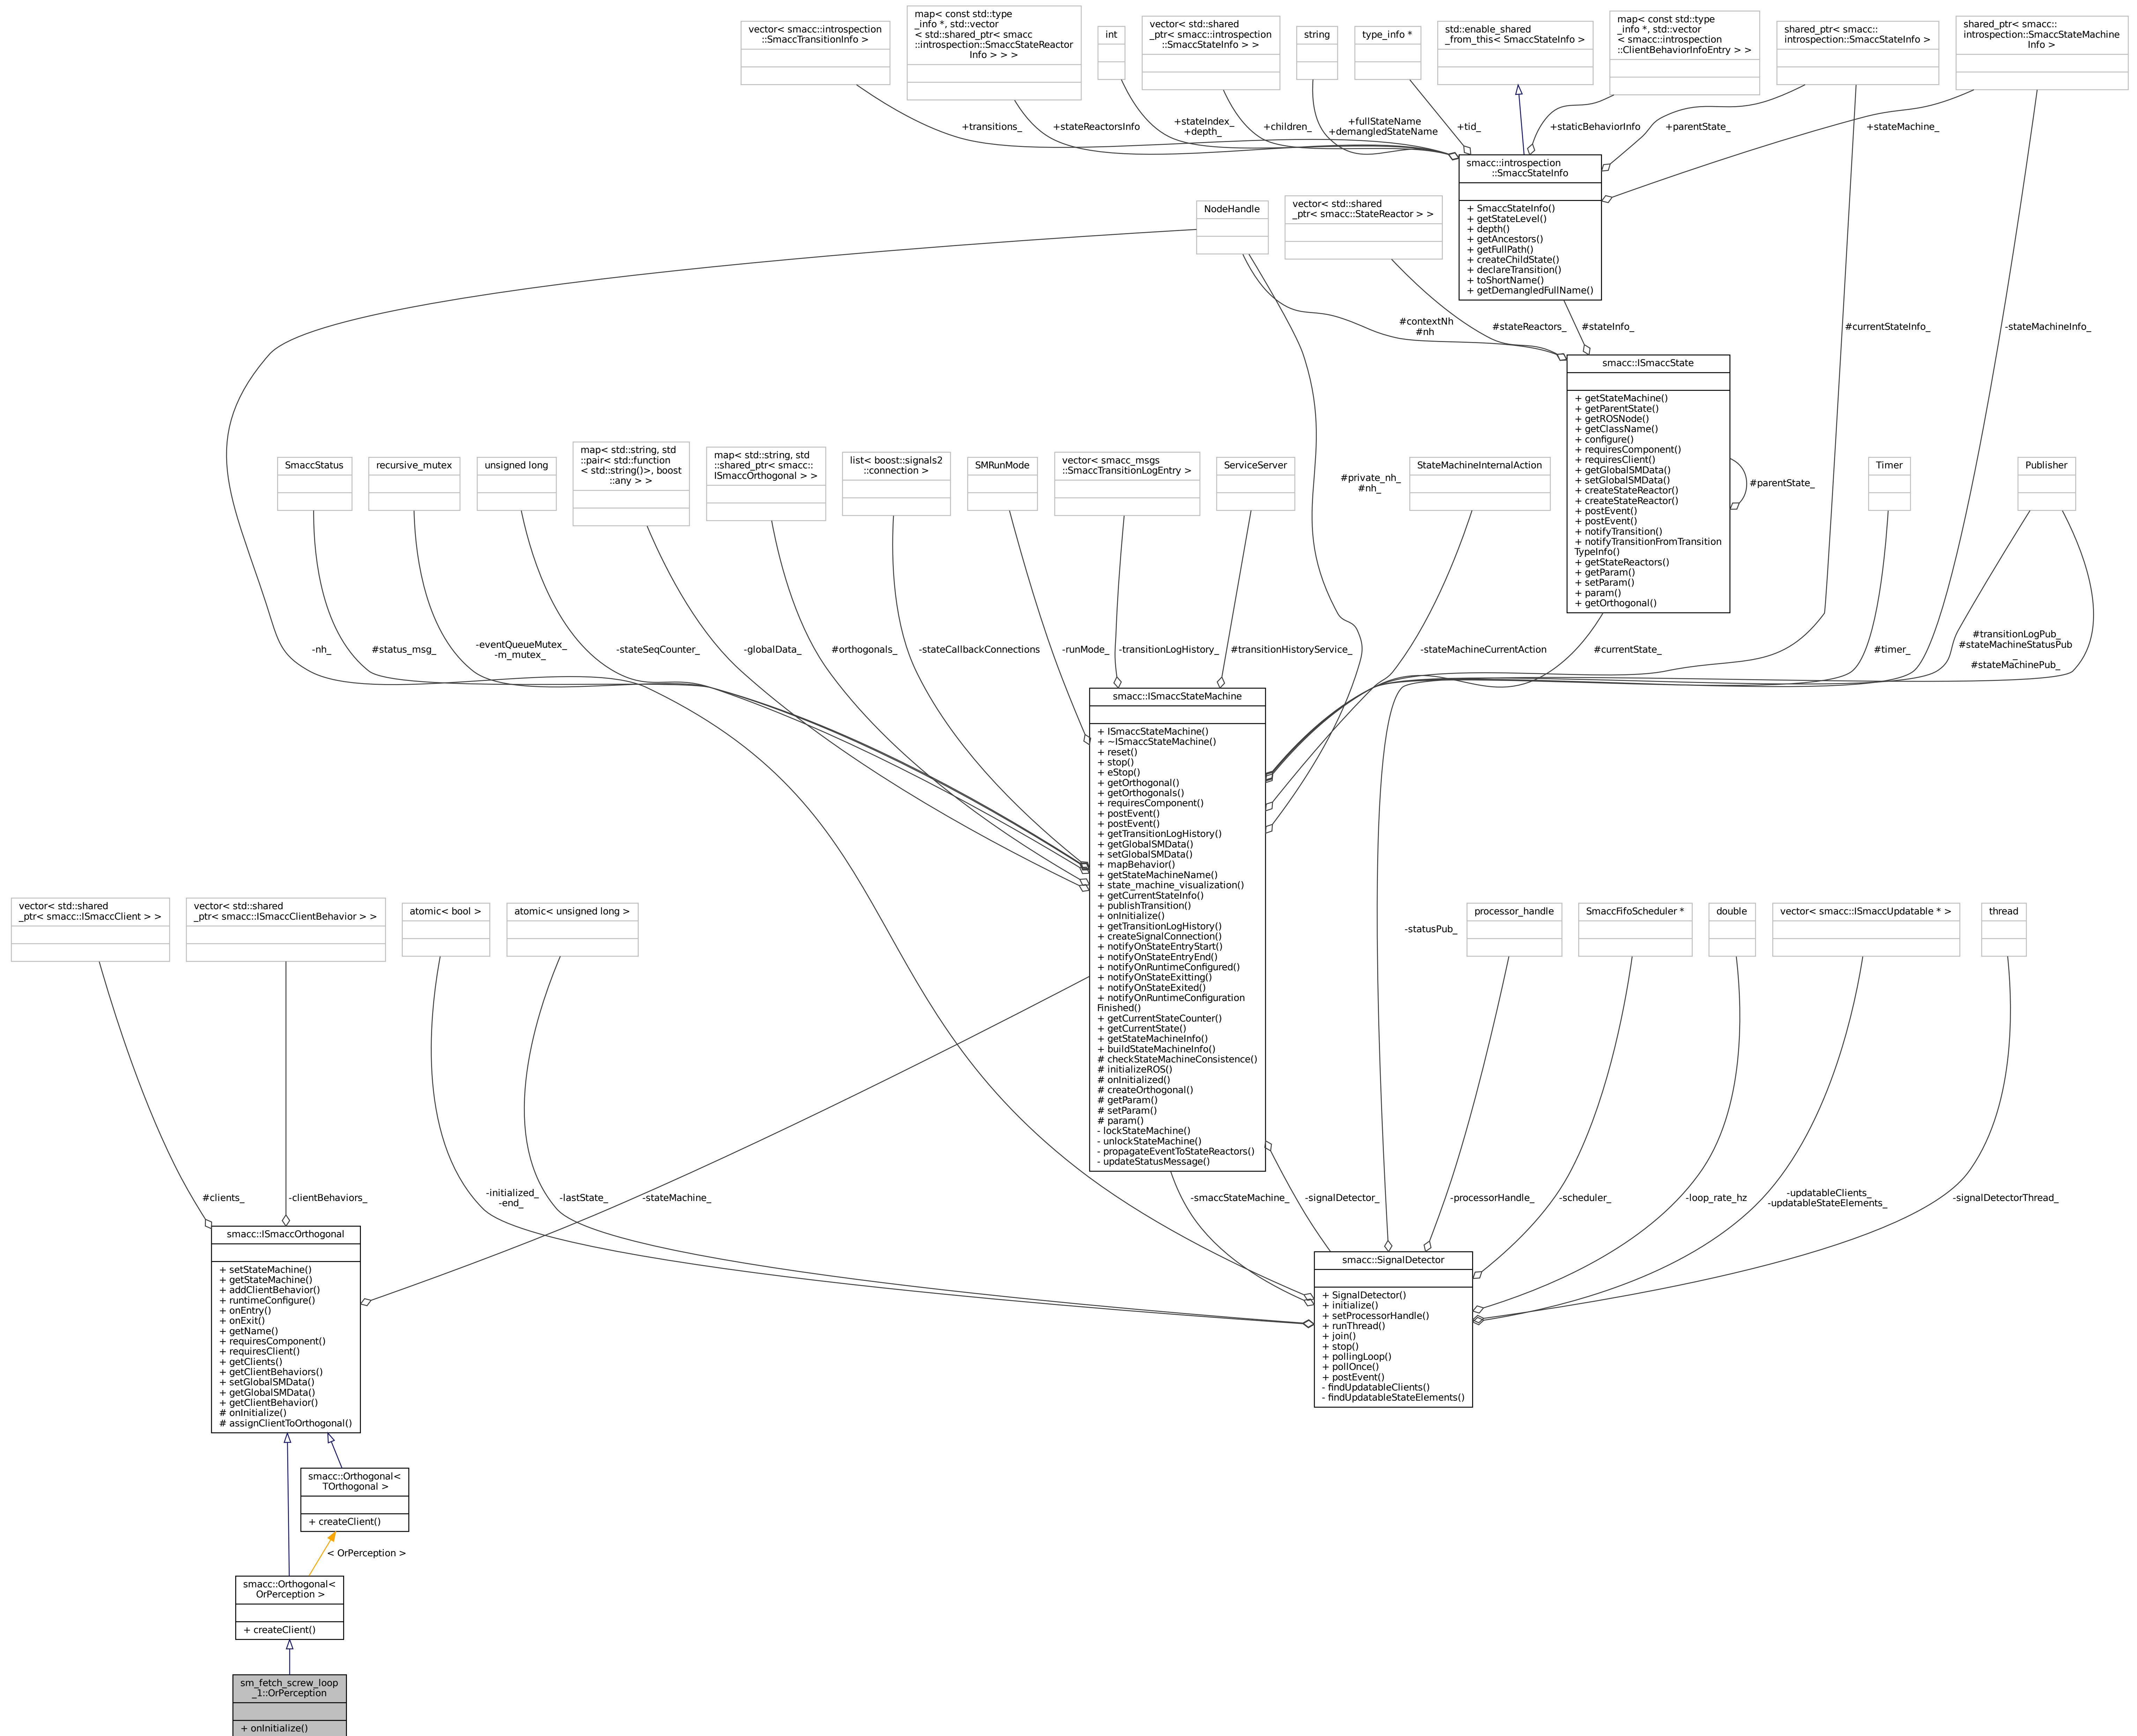 vector< smacc::introspection
::SmaccTransitionInfo >
map< const std::type
_info *, std::vector
< std::shared_ptr< smacc
::introspection::SmaccStateReactor
Info > > >
int
vector< std::shared
_ptr< smacc::introspection
::SmaccStateInfo > >
string
type_info *
std::enable_shared
_from_this< SmaccStateInfo >
map< const std::type
_info *, std::vector
< smacc::introspection
::ClientBehaviorInfoEntry > >
shared_ptr< smacc::
introspection::SmaccStateInfo >
shared_ptr< smacc::
introspection::SmaccStateMachine
Info >
+transitions_
+stateReactorsInfo
+stateIndex_
+depth_
+children_
+fullStateName
+demangledStateName
+tid_
+staticBehaviorInfo
+parentState_
+stateMachine_
smacc::introspection
::SmaccStateInfo
+ SmaccStateInfo()
+ getStateLevel()
+ depth()
+ getAncestors()
+ getFullPath()
+ createChildState()
+ declareTransition()
+ toShortName()
+ getDemangledFullName()
NodeHandle
vector< std::shared
_ptr< smacc::StateReactor > >
#contextNh
#nh
#stateReactors_
#stateInfo_
#currentStateInfo_
-stateMachineInfo_
smacc::ISmaccState
+ getStateMachine()
+ getParentState()
+ getROSNode()
+ getClassName()
+ configure()
+ requiresComponent()
+ requiresClient()
+ getGlobalSMData()
+ setGlobalSMData()
+ createStateReactor()
+ createStateReactor()
+ postEvent()
+ postEvent()
+ notifyTransition()
+ notifyTransitionFromTransition
TypeInfo()
+ getStateReactors()
+ getParam()
+ setParam()
+ param()
+ getOrthogonal()
#parentState_
SmaccStatus
recursive_mutex
unsigned long
map< std::string, std
::pair< std::function
< std::string()>, boost
::any > >
map< std::string, std
::shared_ptr< smacc::
ISmaccOrthogonal > >
list< boost::signals2
::connection >
SMRunMode
vector< smacc_msgs
::SmaccTransitionLogEntry >
ServiceServer
#private_nh_
#nh_
StateMachineInternalAction
Timer
Publisher
-nh_
#status_msg_
-eventQueueMutex_
-m_mutex_
-stateSeqCounter_
-globalData_
#orthogonals_
-stateCallbackConnections
-runMode_
-transitionLogHistory_
#transitionHistoryService_
-stateMachineCurrentAction
#currentState_
#timer_
#transitionLogPub_
#stateMachineStatusPub
_
#stateMachinePub_
smacc::ISmaccStateMachine
+ ISmaccStateMachine()
+ ~ISmaccStateMachine()
+ reset()
+ stop()
+ eStop()
+ getOrthogonal()
+ getOrthogonals()
+ requiresComponent()
+ postEvent()
+ postEvent()
+ getTransitionLogHistory()
+ getGlobalSMData()
+ setGlobalSMData()
+ mapBehavior()
+ getStateMachineName()
+ state_machine_visualization()
+ getCurrentStateInfo()
+ publishTransition()
+ onInitialize()
+ getTransitionLogHistory()
+ createSignalConnection()
+ notifyOnStateEntryStart()
+ notifyOnStateEntryEnd()
+ notifyOnRuntimeConfigured()
+ notifyOnStateExitting()
+ notifyOnStateExited()
+ notifyOnRuntimeConfiguration
Finished()
+ getCurrentStateCounter()
+ getCurrentState()
+ getStateMachineInfo()
+ buildStateMachineInfo()
# checkStateMachineConsistence()
# initializeROS()
# onInitialized()
# createOrthogonal()
# getParam()
# setParam()
# param()
- lockStateMachine()
- unlockStateMachine()
- propagateEventToStateReactors()
- updateStatusMessage()
vector< std::shared
_ptr< smacc::ISmaccClient > >
vector< std::shared
_ptr< smacc::ISmaccClientBehavior > >
atomic< bool >
atomic< unsigned long >
-statusPub_
processor_handle
SmaccFifoScheduler *
double
vector< smacc::ISmaccUpdatable * >
thread
#clients_
-clientBehaviors_
-initialized_
-end_
-lastState_
-stateMachine_
-smaccStateMachine_
-signalDetector_
-processorHandle_
-scheduler_
-loop_rate_hz
-updatableClients_
-updatableStateElements_
-signalDetectorThread_
smacc::ISmaccOrthogonal
+ setStateMachine()
+ getStateMachine()
+ addClientBehavior()
+ runtimeConfigure()
+ onEntry()
+ onExit()
+ getName()
+ requiresComponent()
+ requiresClient()
+ getClients()
+ getClientBehaviors()
+ setGlobalSMData()
+ getGlobalSMData()
+ getClientBehavior()
# onInitialize()
# assignClientToOrthogonal()
smacc::SignalDetector
+ SignalDetector()
+ initialize()
+ setProcessorHandle()
+ runThread()
+ join()
+ stop()
+ pollingLoop()
+ pollOnce()
+ postEvent()
- findUpdatableClients()
- findUpdatableStateElements()
smacc::Orthogonal<
TOrthogonal >
+ createClient()
< OrPerception >
smacc::Orthogonal<
OrPerception >
+ createClient()
sm_fetch_screw_loop
_1::OrPerception
+ onInitialize()